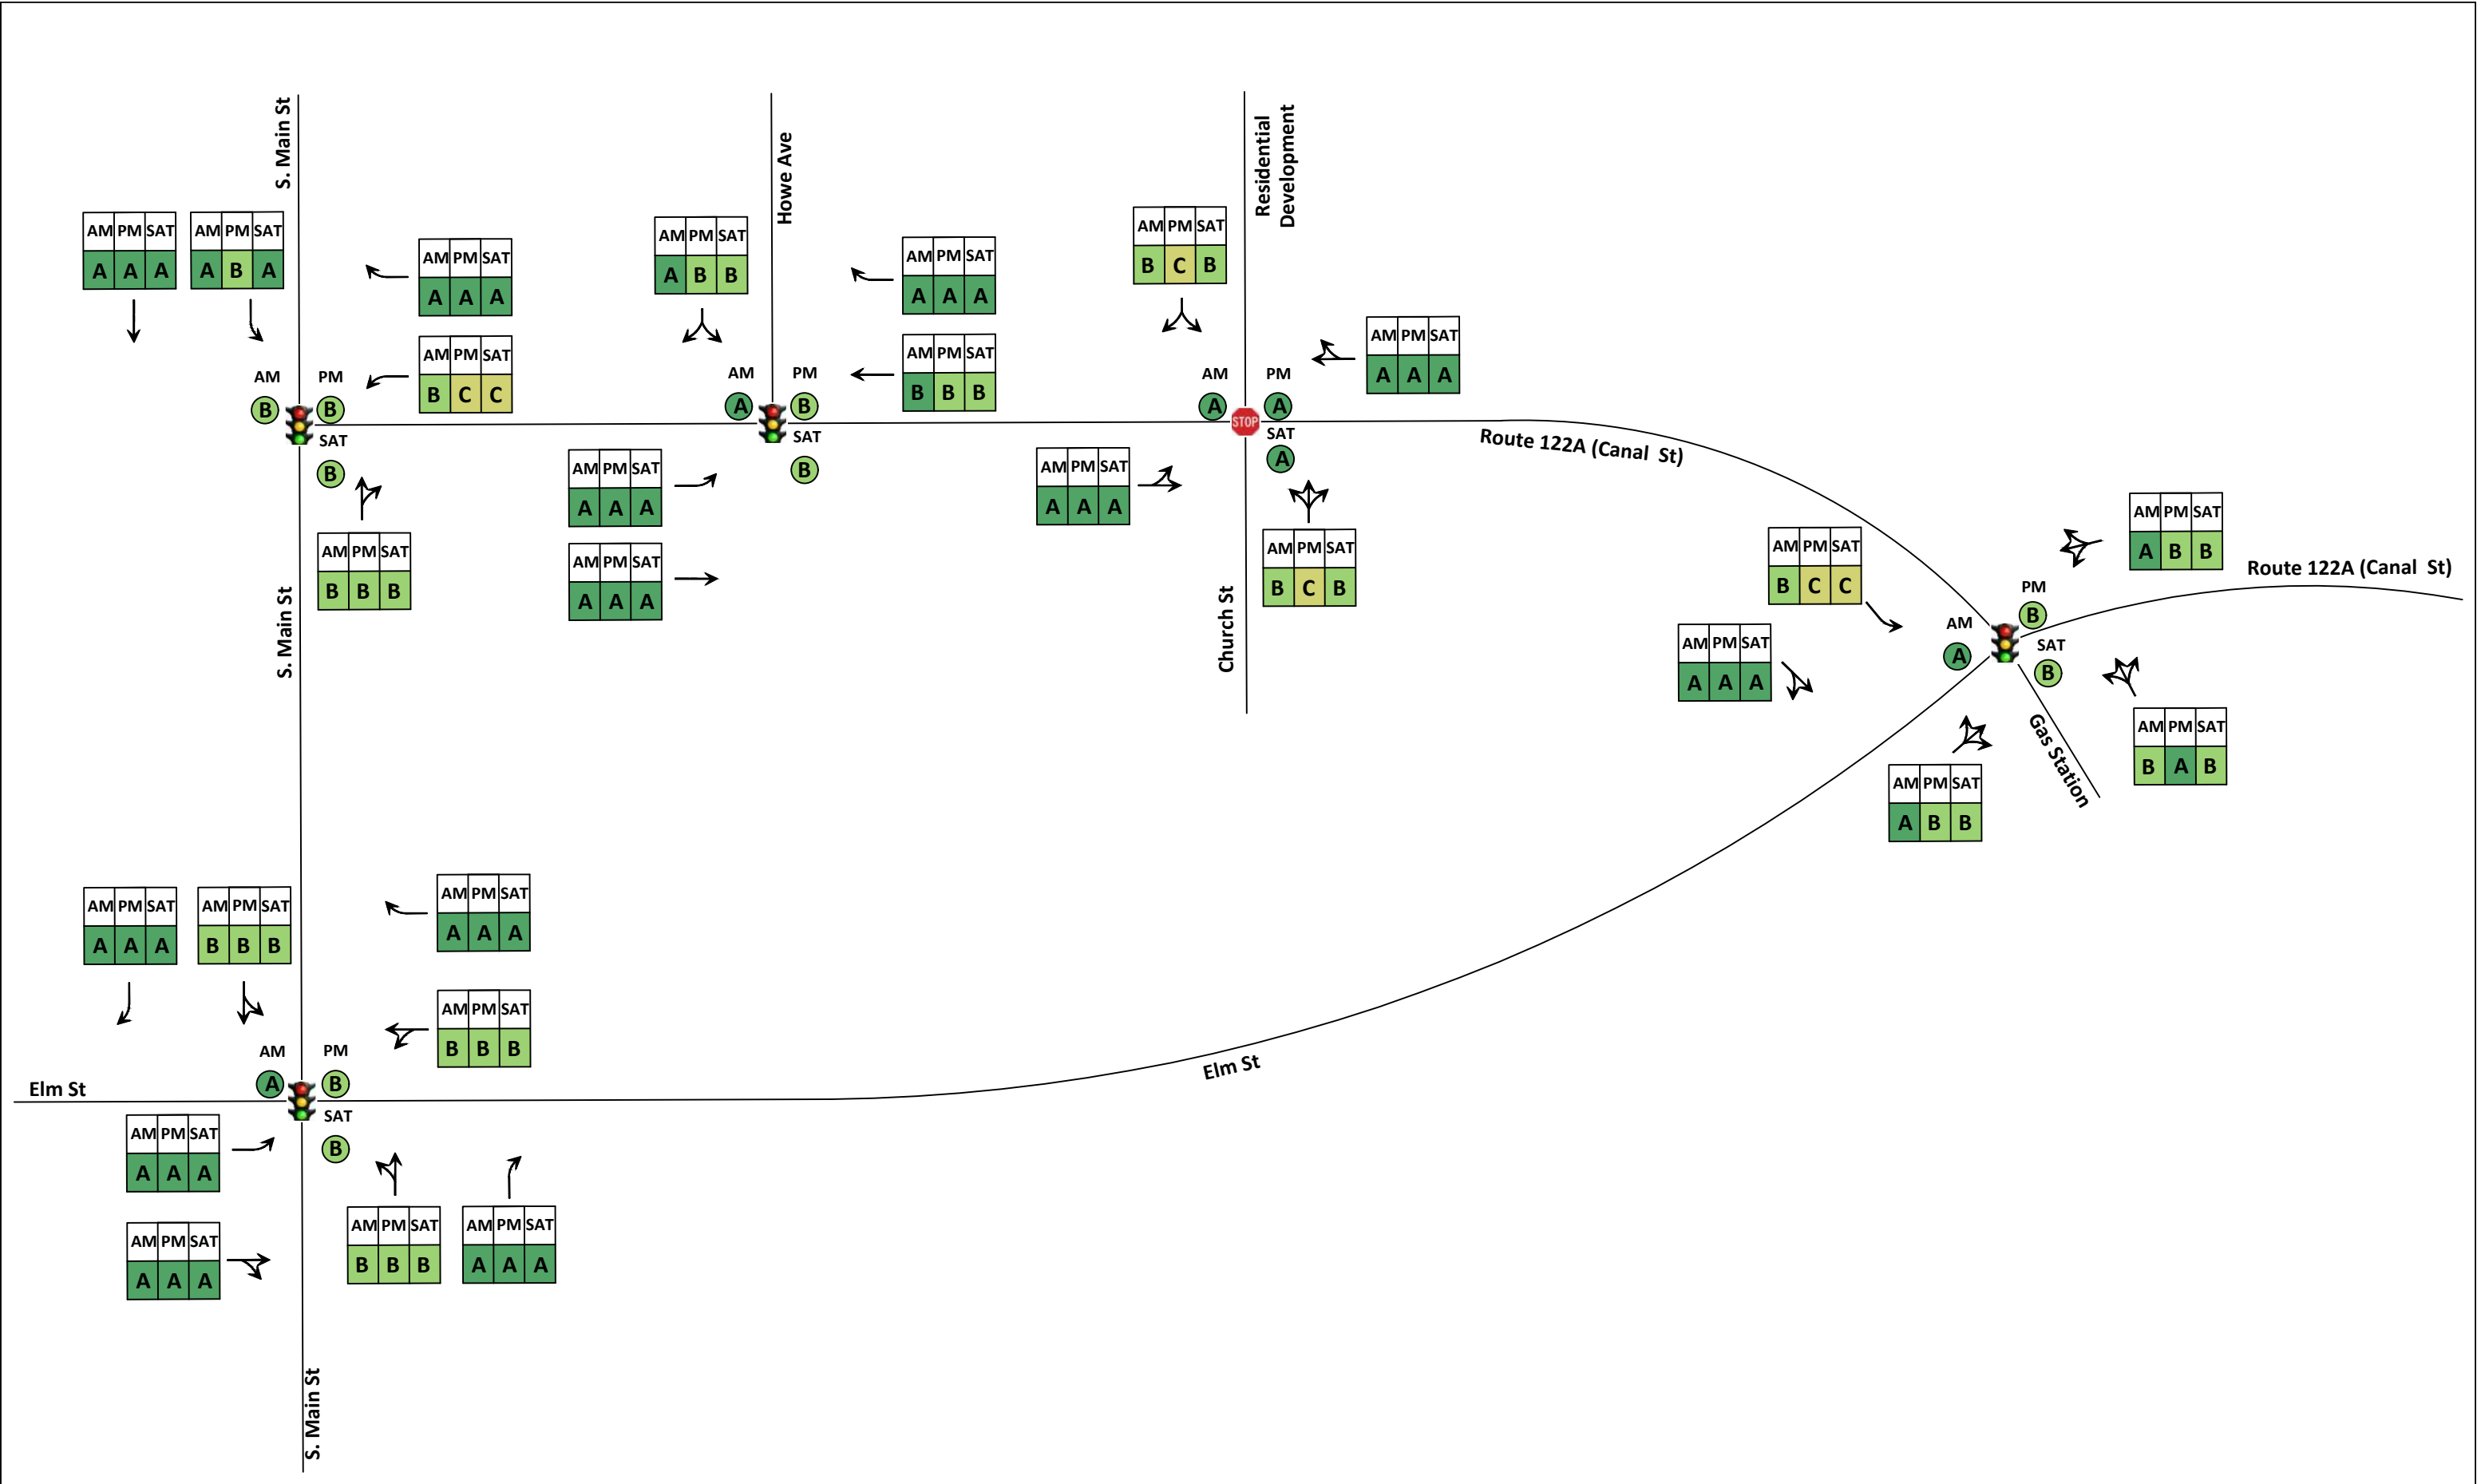 S. Main St
Howe Ave
Residential
Development
AM PM SAT
A A A
AM PM SAT
A B A
AM PM SAT
A A A
AM PM SAT
B C C
AM PM SAT
A B B
AM PM SAT
A A A
AM PM SAT
B B B
AM PM SAT
B C B
AM PM SAT
A A A
AM PM
B B
SAT
B
AM PM
A B
SAT
B
AM PM
A A
STOP
SAT
A
Route 122A (Canal St)
AM PM SAT
A A A
AM PM SAT
A A A
AM PM SAT
A A A
AM PM SAT
B B B
AM PM SAT
B C B
S. Main St
Church St
AM PM SAT
B C C
AM PM SAT
A A A
AM PM SAT
A B B
Route 122A (Canal St)
PM
B
AM
A
SAT
B
Gas Station
AM PM SAT
B A B
AM PM SAT
A B B
AM PM SAT
A A A
AM PM SAT
B B B
AM PM SAT
A A A
AM PM SAT
B B B
AM PM
A B
SAT
B
Elm St
Elm St
AM PM SAT
A A A
AM PM SAT
A A A
AM PM SAT
B B B
AM PM SAT
A A A
S. Main St